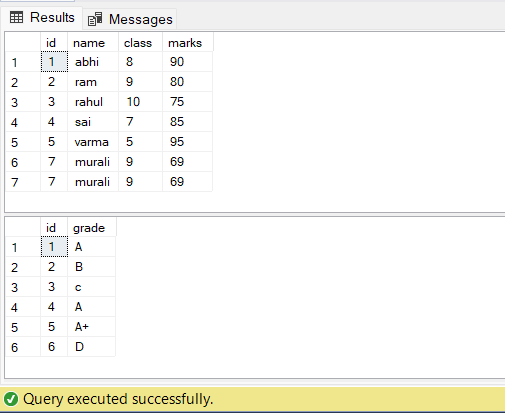 Results Messages
id name class marks
1 1 abhi 8 90
2 2 ram 9 80
3 3 rahul 10 75
4 4 sai 7 85
5 5 varma 5 95
6 7 murali 9 69
7 7 murali 9 69
id grade
1 1 A
2 2 B
3 3 c
4 4 A
5 5 A+
6 6 D
Query executed successfully.